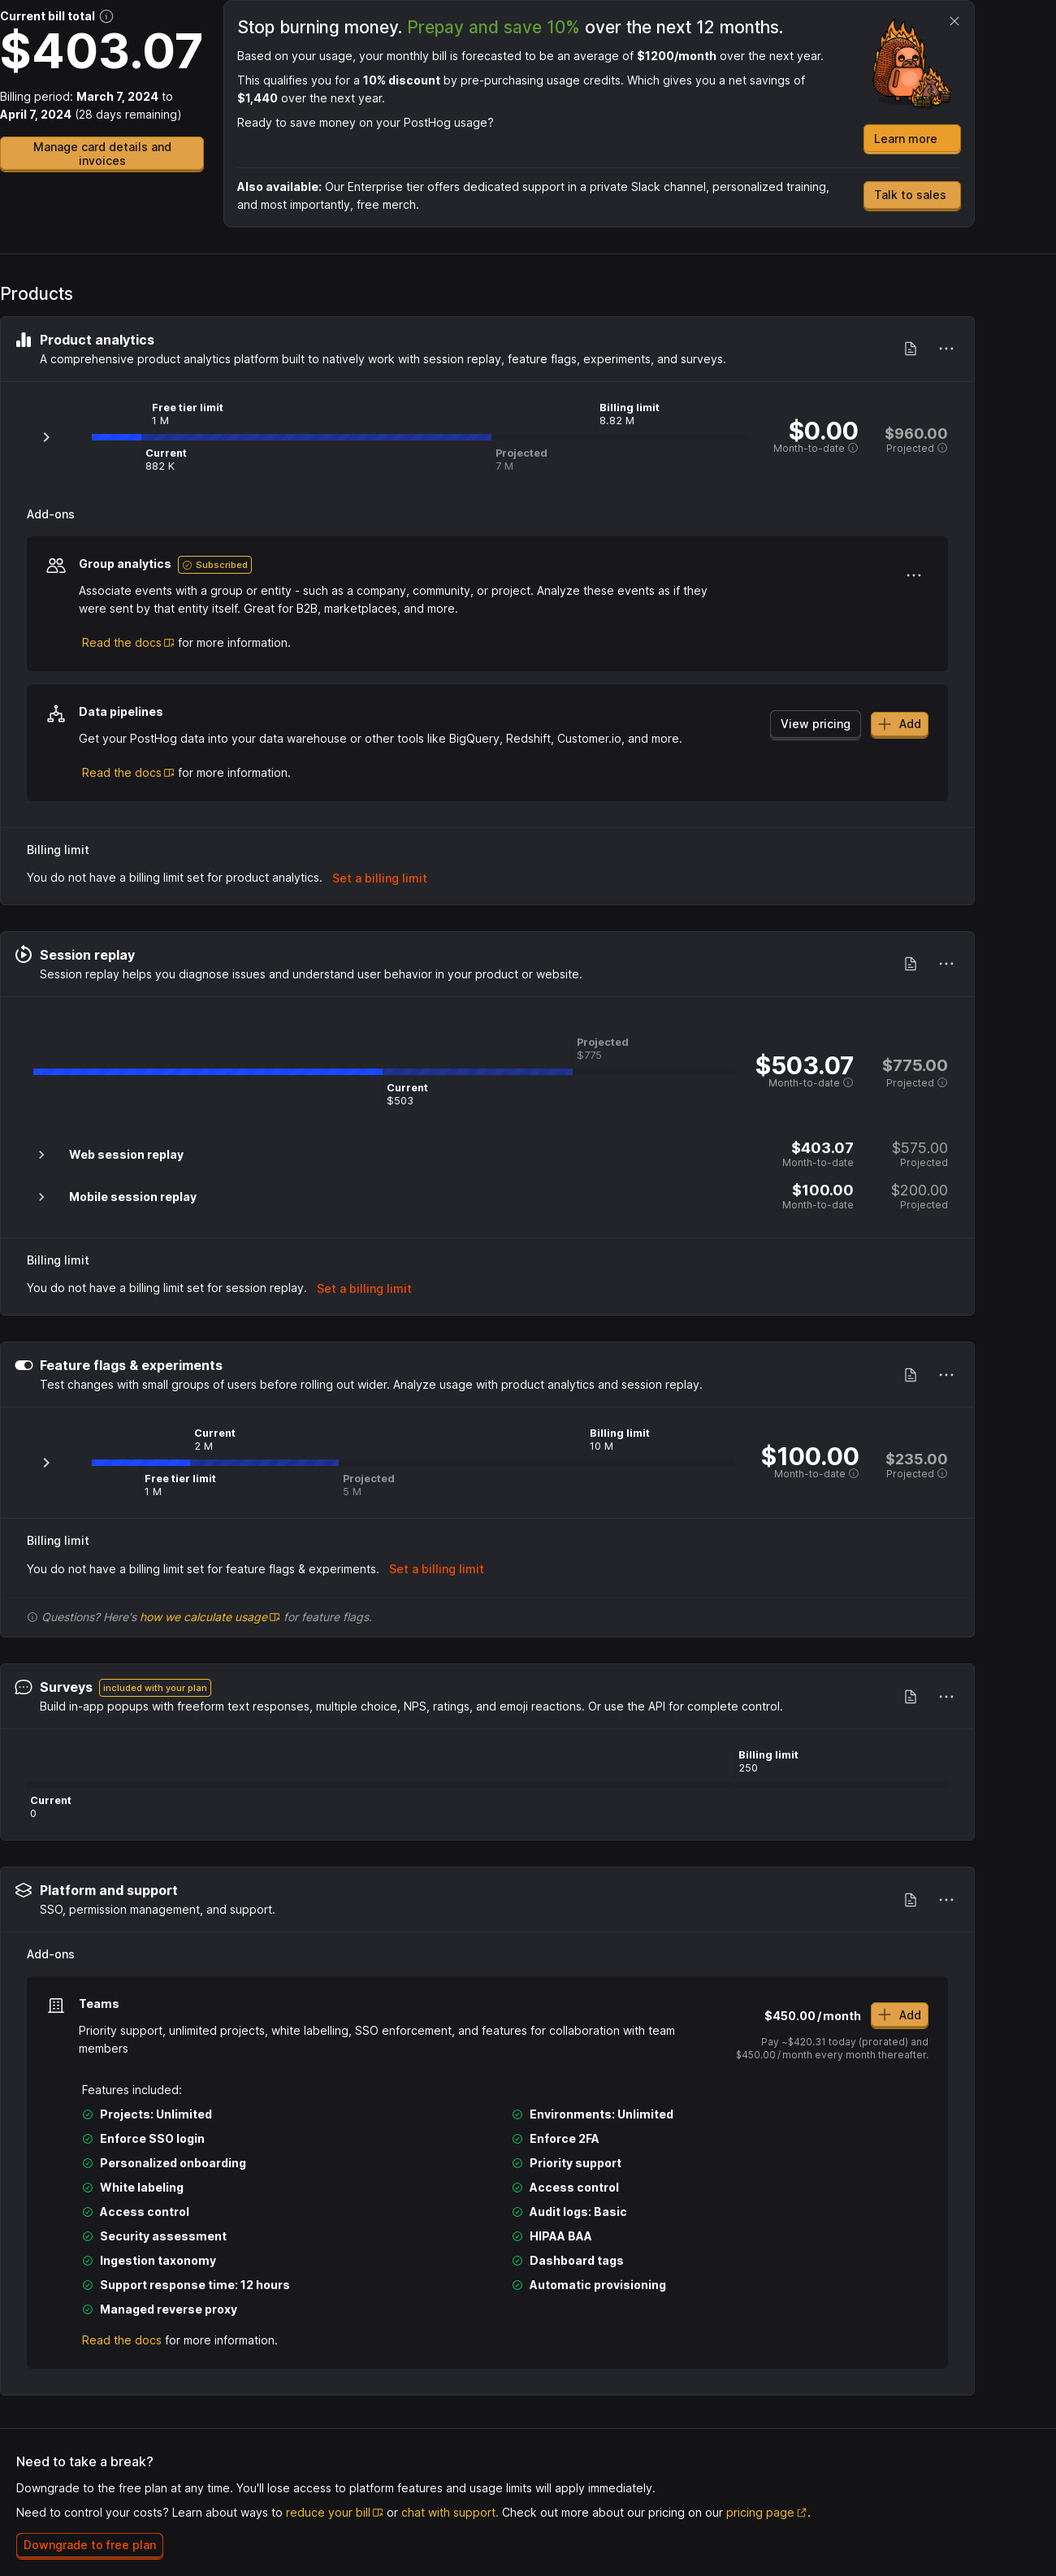 Current bill total
$403.07
Billing period: March 7, 2024 to
April 7, 2024 (28 days remaining)
Manage card details and
invoices
Stop burning money. Prepay and save 10% over the next 12 months.
Based on your usage, your monthly bill is forecasted to be an average of $1200/month over the next year.
This qualifies you for a 10% discount by pre-purchasing usage credits. Which gives you a net savings of
$1,440 over the next year.
Ready to save money on your PostHog usage?
Learn more
Also available: Our Enterprise tier offers dedicated support in a private Slack channel, personalized training,
and most importantly, free merch.
Talk to sales
Products
Product analytics
A comprehensive product analytics platform built to natively work with session replay, feature flags, experiments, and surveys.
Free tier limit
1 M
Billing limit
8.82 M
Current
882 K
Projected
7 M
$0.00
Month-to-date
$960.00
Projected
Add-ons
Group analytics
Subscribed
Associate events with a group or entity - such as a company, community, or project. Analyze these events as if they
were sent by that entity itself. Great for B2B, marketplaces, and more.
Read the docs for more information.
Data pipelines
Get your PostHog data into your data warehouse or other tools like BigQuery, Redshift, Customer.io, and more.
View pricing
Add
Read the docs for more information.
Billing limit
You do not have a billing limit set for product analytics. Set a billing limit
Session replay
Session replay helps you diagnose issues and understand user behavior in your product or website.
Projected
$775
Current
$503
$503.07
Month-to-date
$775.00
Projected
Web session replay
$403.07
Month-to-date
$575.00
Projected
Mobile session replay
$100.00
Month-to-date
$200.00
Projected
Billing limit
You do not have a billing limit set for session replay. Set a billing limit
Feature flags & experiments
Test changes with small groups of users before rolling out wider. Analyze usage with product analytics and session replay.
Current
2 M
Billing limit
10 M
Free tier limit
1 M
Projected
5 M
$100.00
Month-to-date
$235.00
Projected
Billing limit
You do not have a billing limit set for feature flags & experiments. Set a billing limit
Questions? Here's how we calculate usage for feature flags.
Surveys
included with your plan
Build in-app popups with freeform text responses, multiple choice, NPS, ratings, and emoji reactions. Or use the API for complete control.
Billing limit
250
Current
0
Platform and support
SSO, permission management, and support.
Add-ons
Teams
Priority support, unlimited projects, white labelling, SSO enforcement, and features for collaboration with team
members
$450.00/month
Add
Pay ~$420.31 today (prorated) and
$450.00/month every month thereafter.
Features included:
Projects: Unlimited
Environments: Unlimited
Enforce SSO login
Enforce 2FA
Personalized onboarding
Priority support
White labeling
Access control
Access control
Audit logs: Basic
Security assessment
HIPAA BAA
Ingestion taxonomy
Dashboard tags
Support response time: 12 hours
Automatic provisioning
Managed reverse proxy
Read the docs for more information.
Need to take a break?
Downgrade to the free plan at any time. You'll lose access to platform features and usage limits will apply immediately.
Need to control your costs? Learn about ways to reduce your bill or chat with support. Check out more about our pricing on our pricing page.
Downgrade to free plan